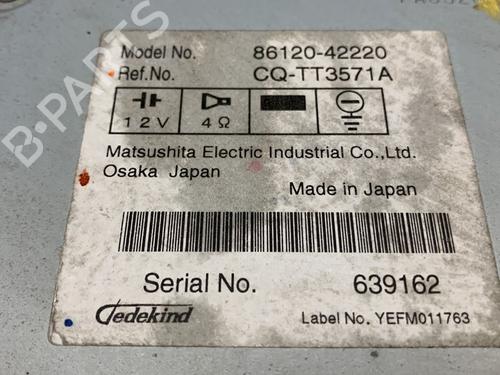 Model No. 86120-42220
Ref.No. CQ-TT3571A
12V 4Ω
Matsushita Electric Industrial Co.,Ltd.
Osaka Japan
Made in Japan
Serial No. 639162
Dedekind Label No. YEFM011763
B-PARTS